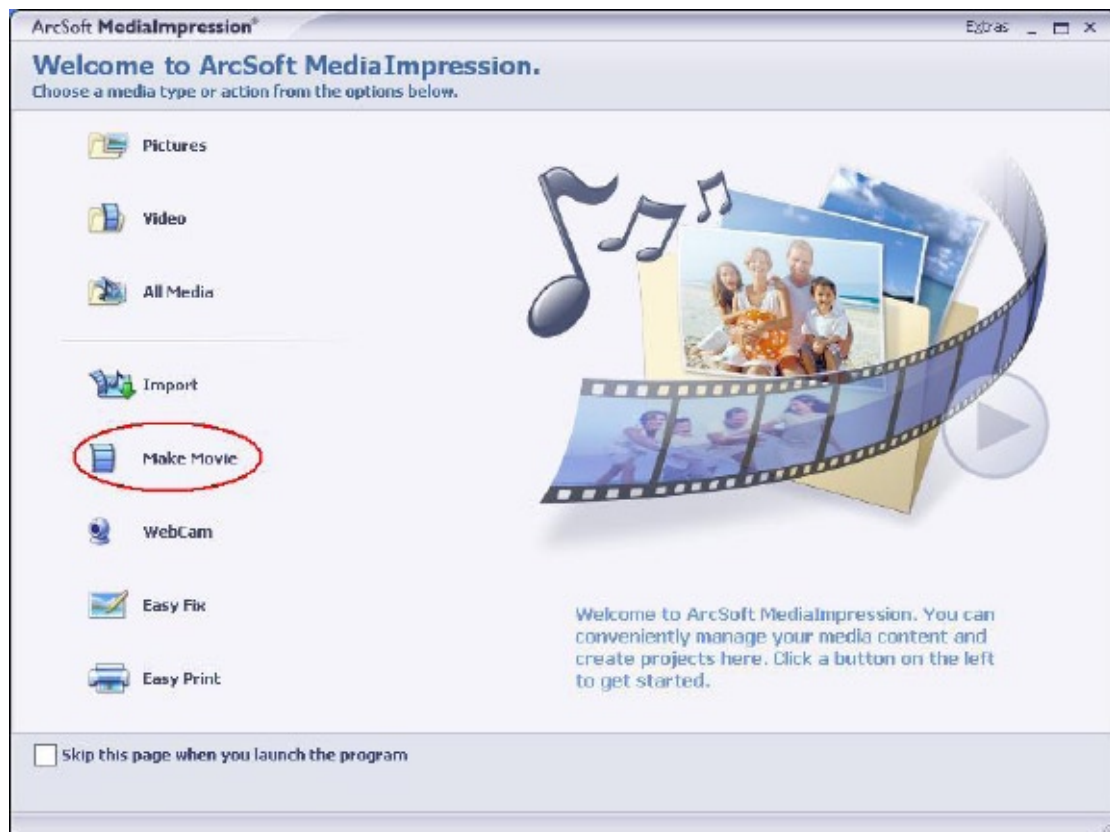 ArcSoft MediaImpression®
Extras
Welcome to ArcSoft MediaImpression.
Choose a media type or action from the options below.
Pictures
Video
All Media
Import
Make Movie
WebCam
Easy Fix
Easy Print
Welcome to ArcSoft MediaImpression. You can
conveniently manage your media content and
create projects here. Click a button on the left
to get started.
Skip this page when you launch the program